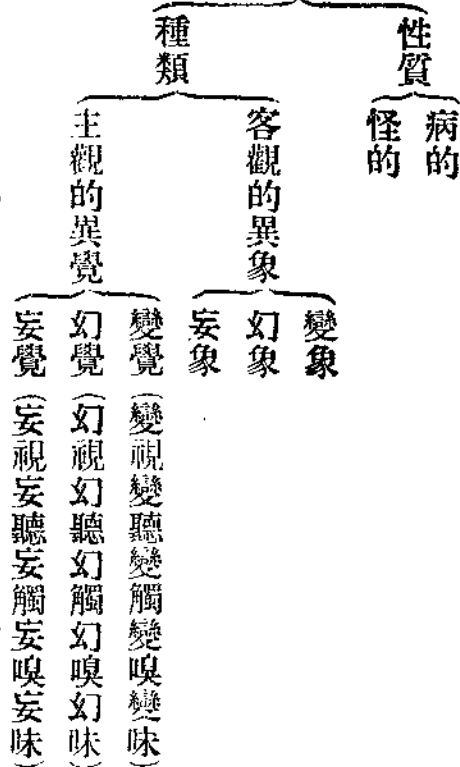 性質
病的
怪的
種類
客觀的異象
變象
幻象
妄象
主觀的異覺
變覺(變視變聽變觸變嗅變味)
幻覺(幻視幻聽幻觸幻嗅幻味)
妄覺(妄視妄聽妄觸妄嗅妄味)